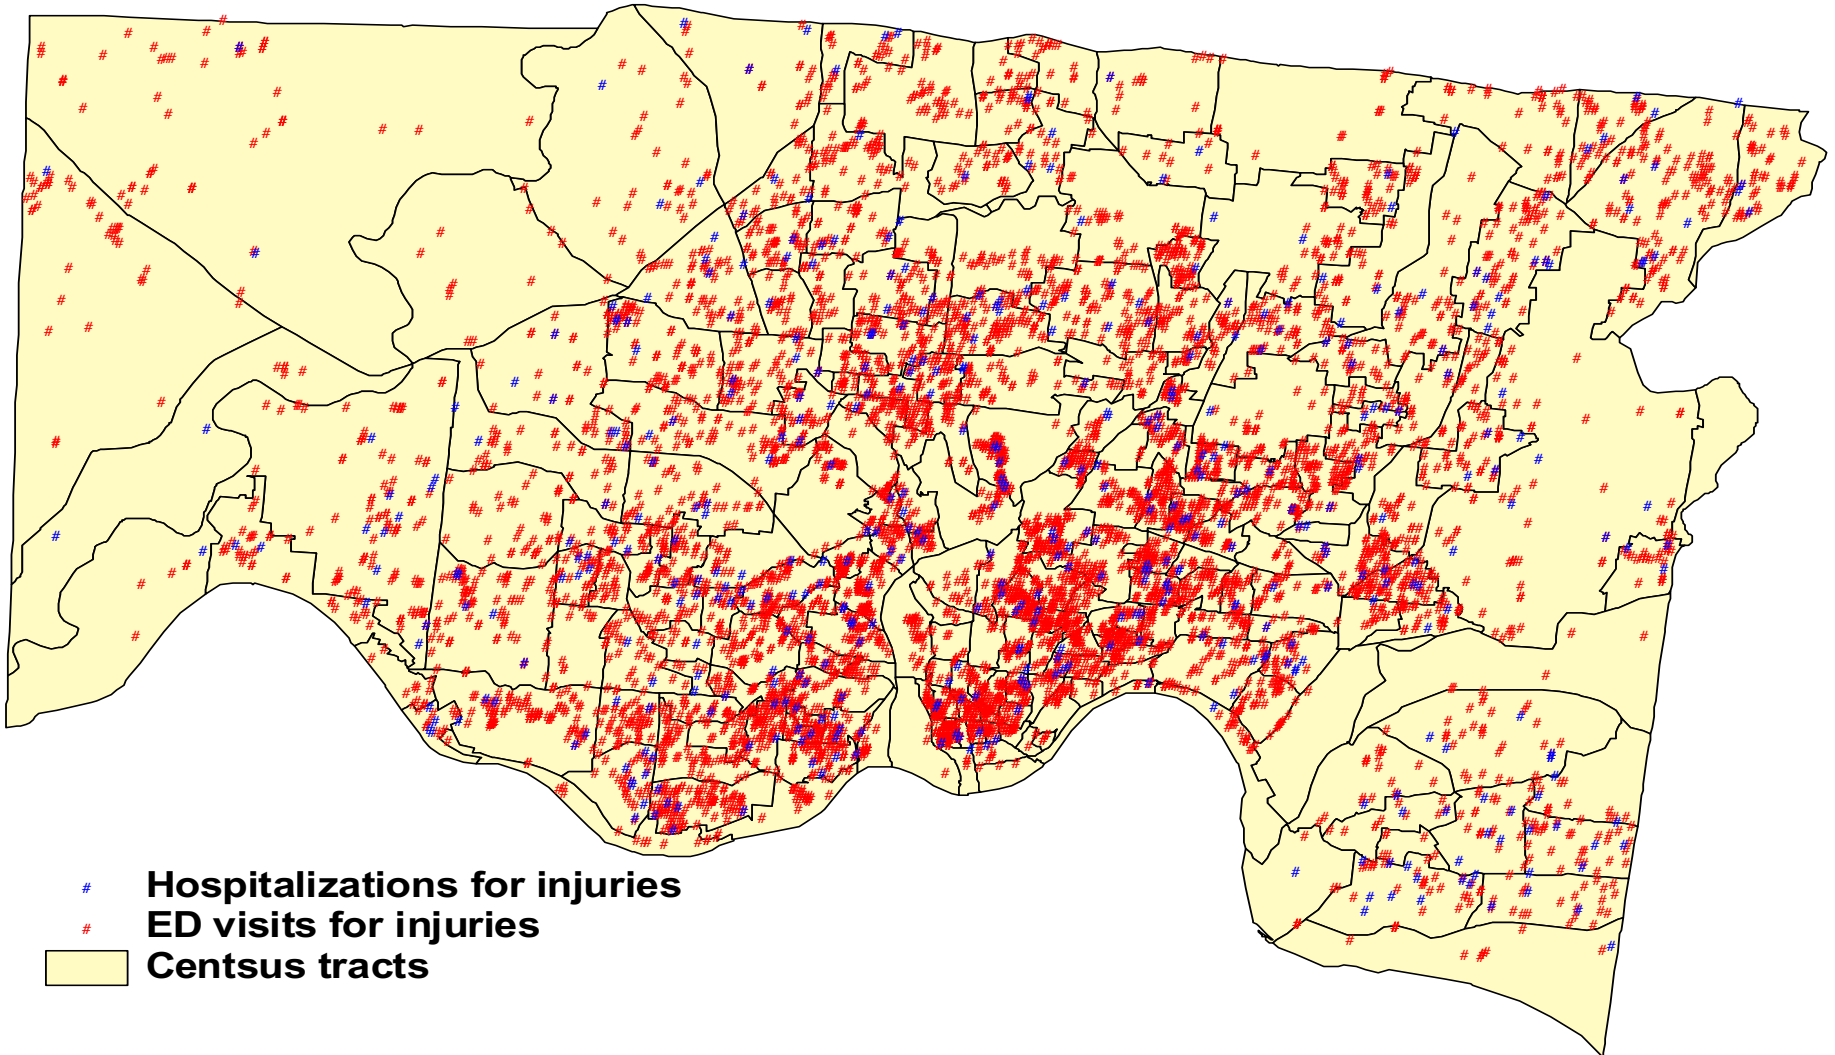 # Hospitalizations for injuries
# ED visits for injuries
Centsus tracts